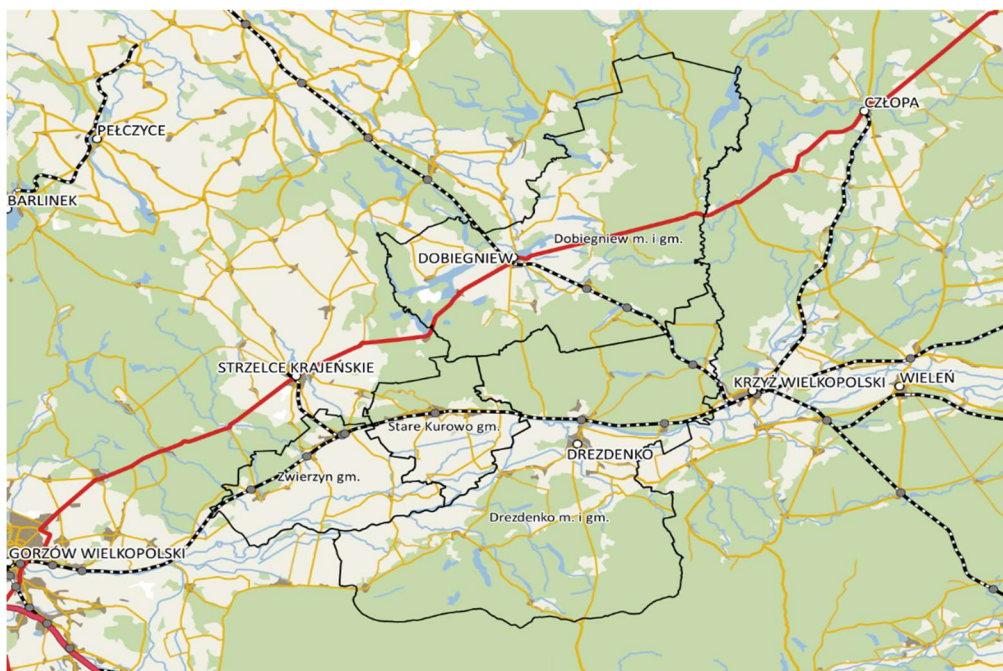 CZŁOPA
PEŁCZYCE
BARLINEK
Dobiegniew m. i gm.
DOBIEGNIEW
STRZELCE KRAJEŃSKIE
KRZYŻ WIELKOPOLSKI
WIELEŃ
Stare Kurowo gm.
DREZDENKO
Zwierzyn gm.
Drezdenko m. i gm.
GORZÓW WIELKOPOLSKI